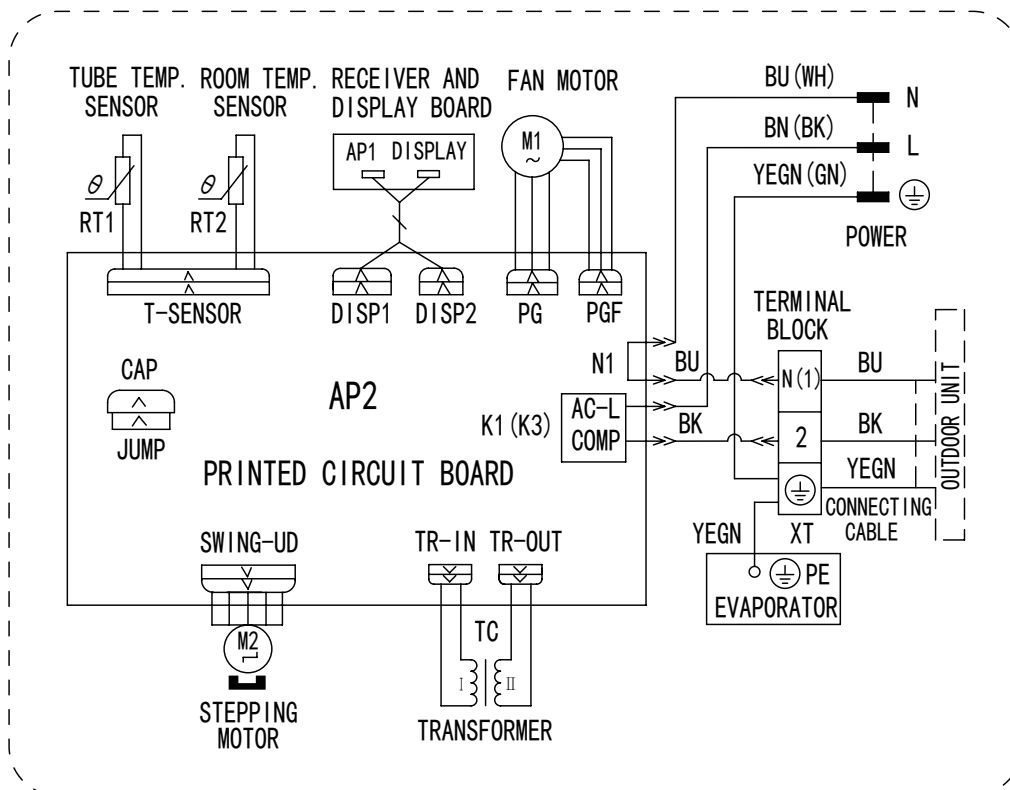 TUBE TEMP. SENSOR
ROOM TEMP. SENSOR
RECEIVER AND DISPLAY BOARD
FAN MOTOR
BU(WH)
N
BN(BK)
L
YEGN(GN)
POWER
AP1 DISPLAY
M1
~
θ
RT1
θ
RT2
T-SENSOR
DISP1
DISP2
PG
PGF
TERMINAL BLOCK
N1
BU
N(1)
BU
CAP
JUMP
AP2
K1(K3)
AC-L
COMP
BK
2
BK
OUTDOOR UNIT
PRINTED CIRCUIT BOARD
YEGN
CONNECTING CABLE
XT
YEGN
PE
EVAPORATOR
SWING-UD
TR-IN
TR-OUT
M2
TC
I
II
STEPPING MOTOR
TRANSFORMER